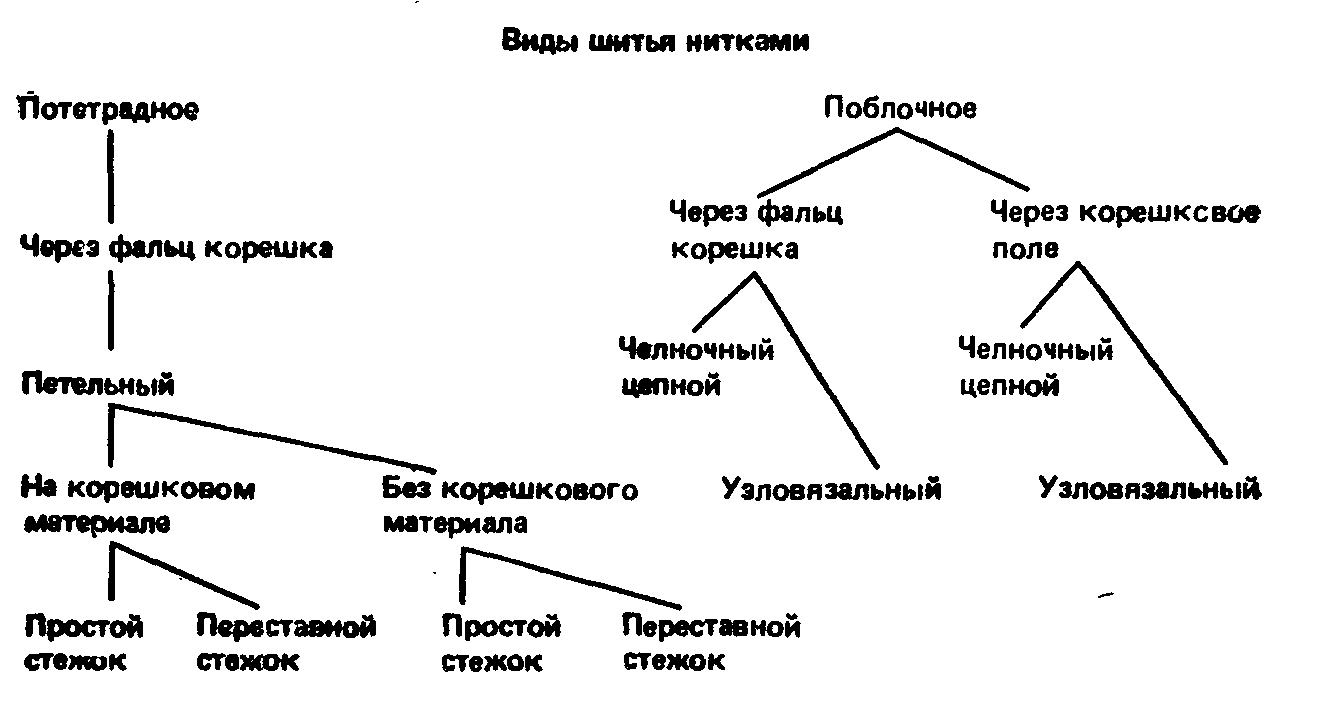 Виды шитья нитками
Потетрадное
Поблочное
Через фальц корешка
Через фальц
корешка
Через корешковое
поле
Петельный
Челночный
цепной
Челночный
цепной
На корешковом
материале
Без корешкового
материала
Узловязальный
Узловязальный
Простой
стежок
Переставной
стежок
Простой
стежок
Переставной
стежок